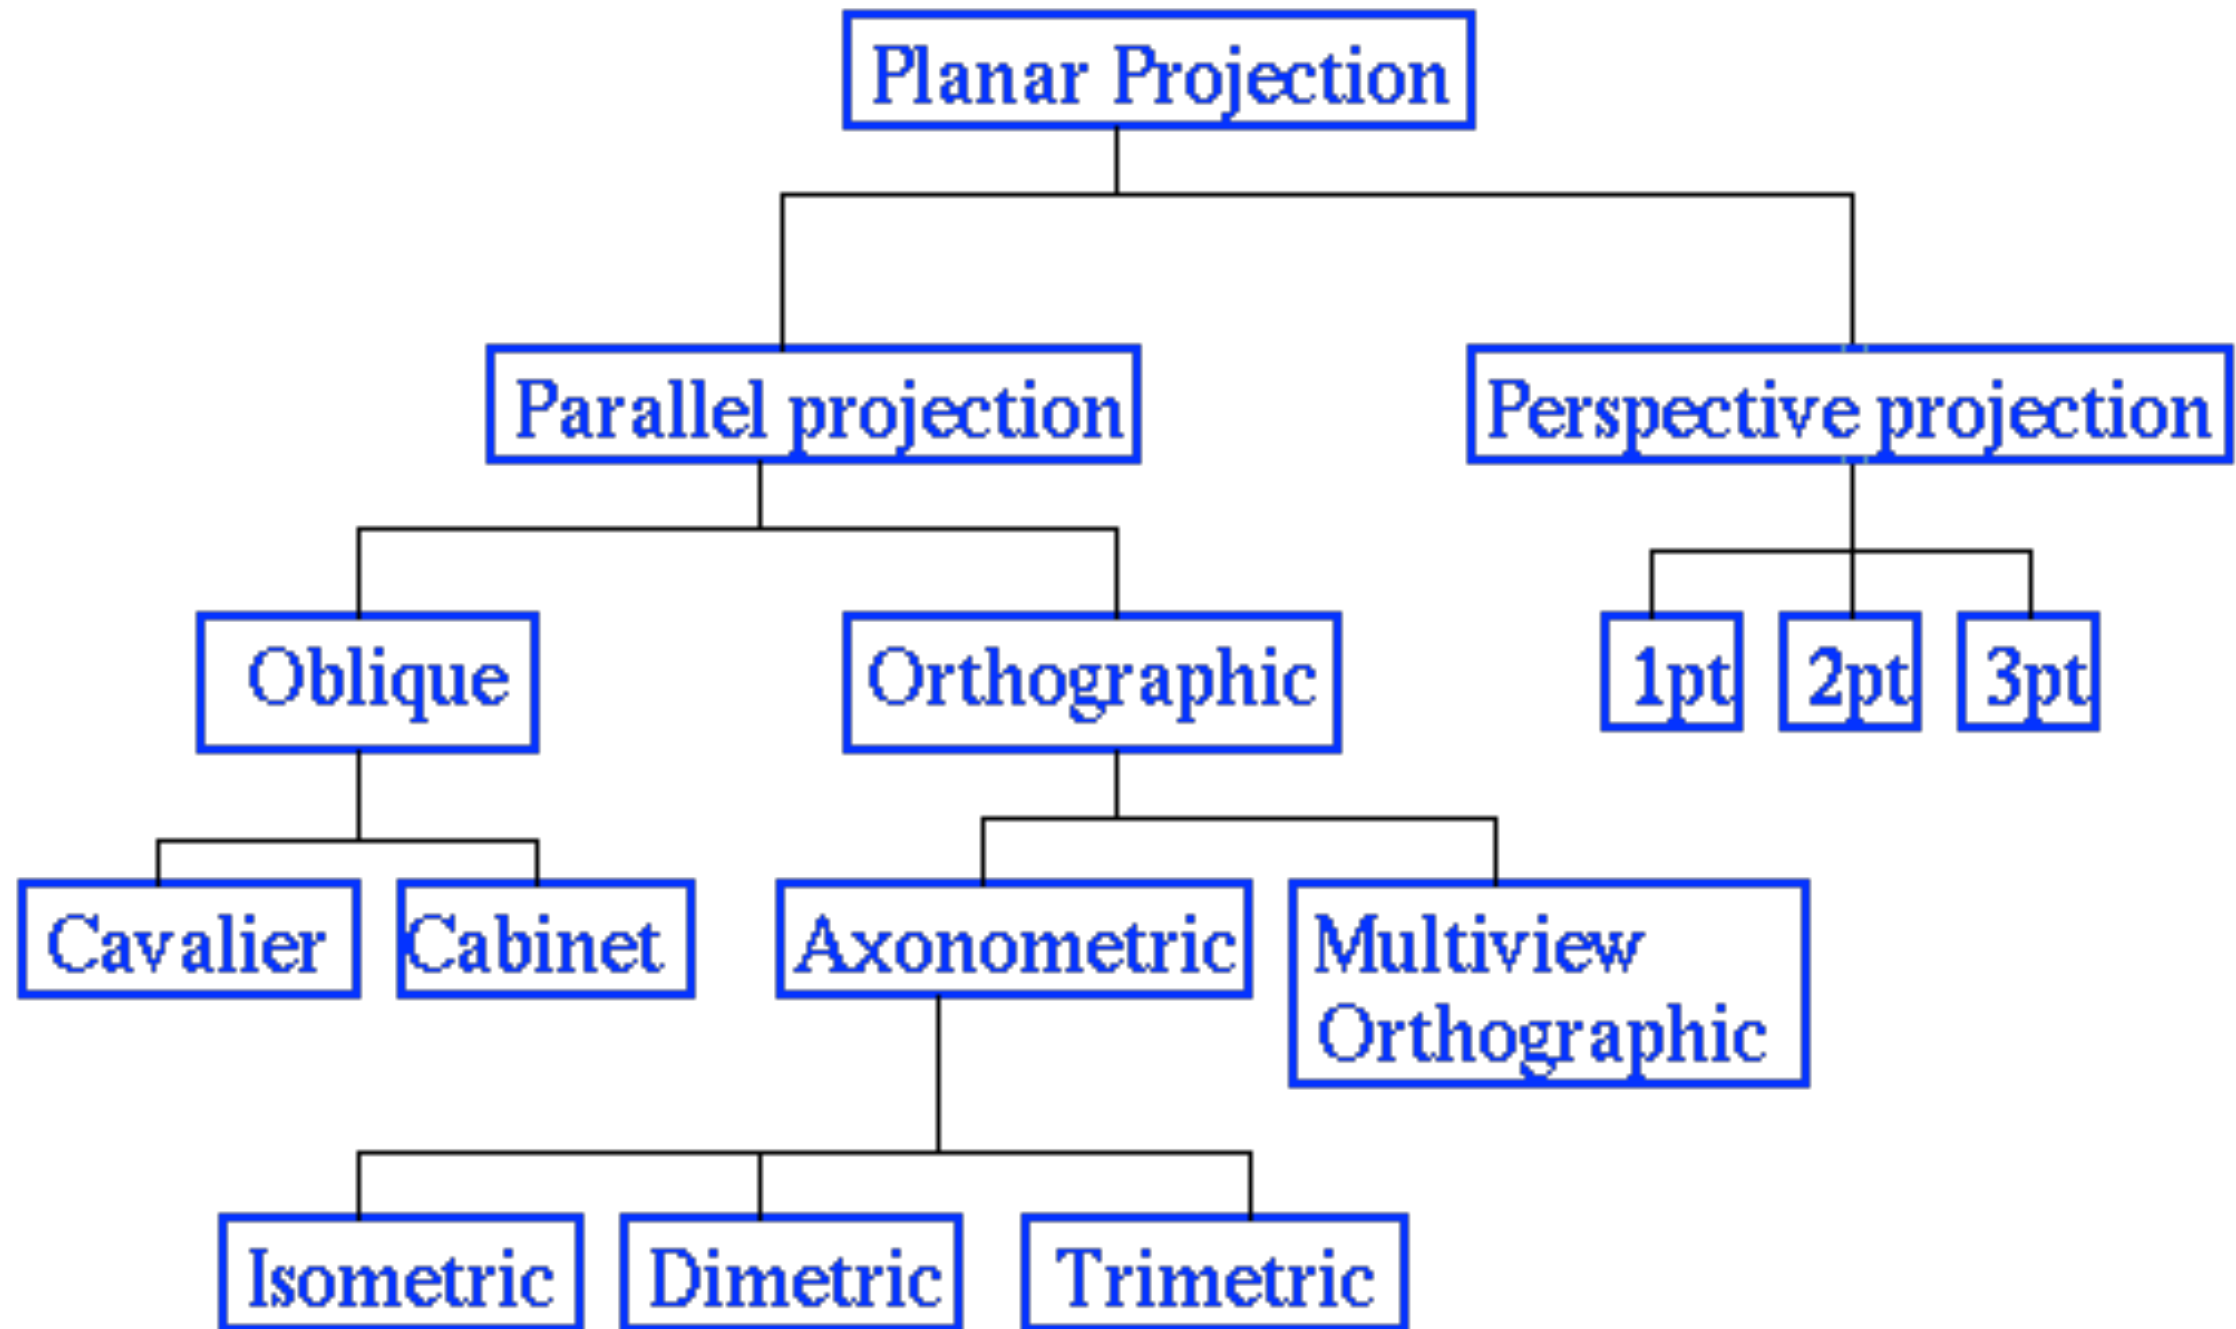 Planar Projection
Parallel projection
Perspective projection
Oblique
Orthographic
1pt
2pt
3pt
Cavalier
Cabinet
Axonometric
Multiview
Orthographic
Isometric
Dimetric
Trimetric